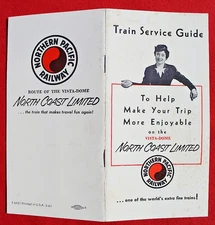 NORTHERN PACIFIC
RAILWAY
ROUTE OF THE VISTA-DOME
NORTH COAST LIMITED
... the train that makes travel fun again!
Train Service Guide
To Help
Make Your Trip
More Enjoyable
on the
VISTA-DOME
NORTH COAST LIMITED
NORTHERN PACIFIC
RAILWAY
... one of the world's extra fine trains!